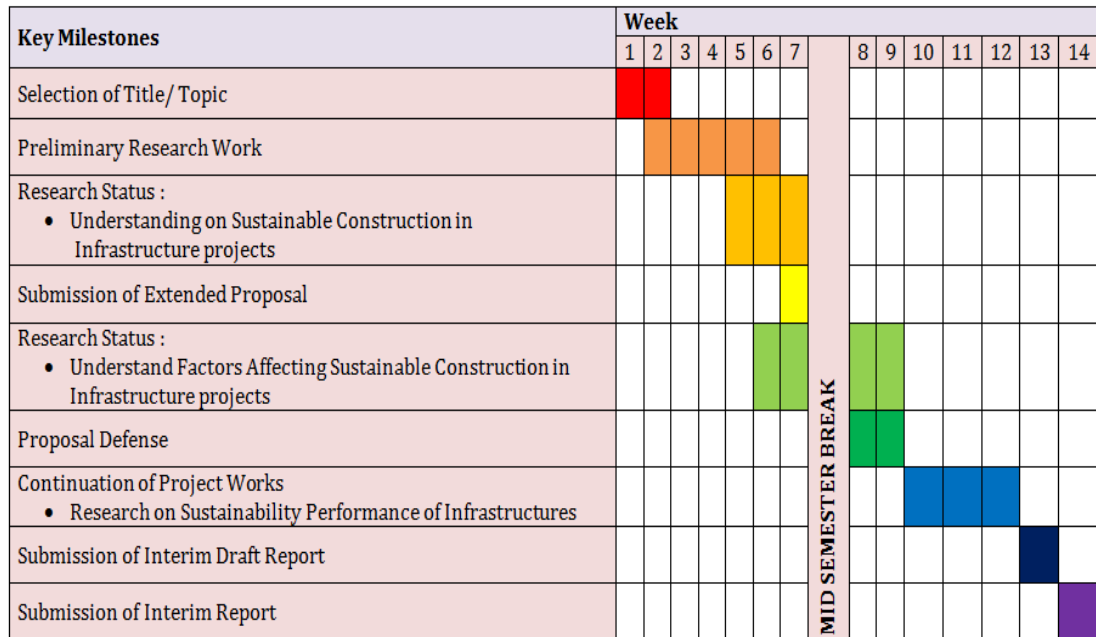 Key Milestones
Week
1 2 3 4 5 6 7 8 9 10 11 12 13 14
MID SEMESTER BREAK
Selection of Title/ Topic
Preliminary Research Work
Research Status :
• Understanding on Sustainable Construction in
Infrastructure projects
Submission of Extended Proposal
Research Status :
• Understand Factors Affecting Sustainable Construction in
Infrastructure projects
Proposal Defense
Continuation of Project Works
• Research on Sustainability Performance of Infrastructures
Submission of Interim Draft Report
Submission of Interim Report